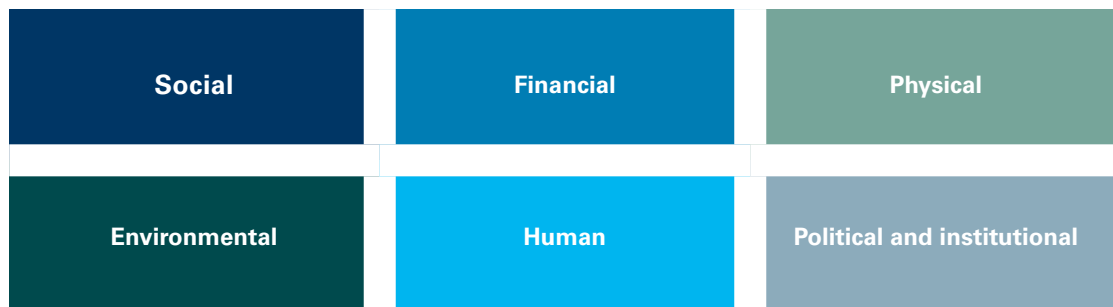 Social
Financial
Physical
Environmental
Human
Political and institutional